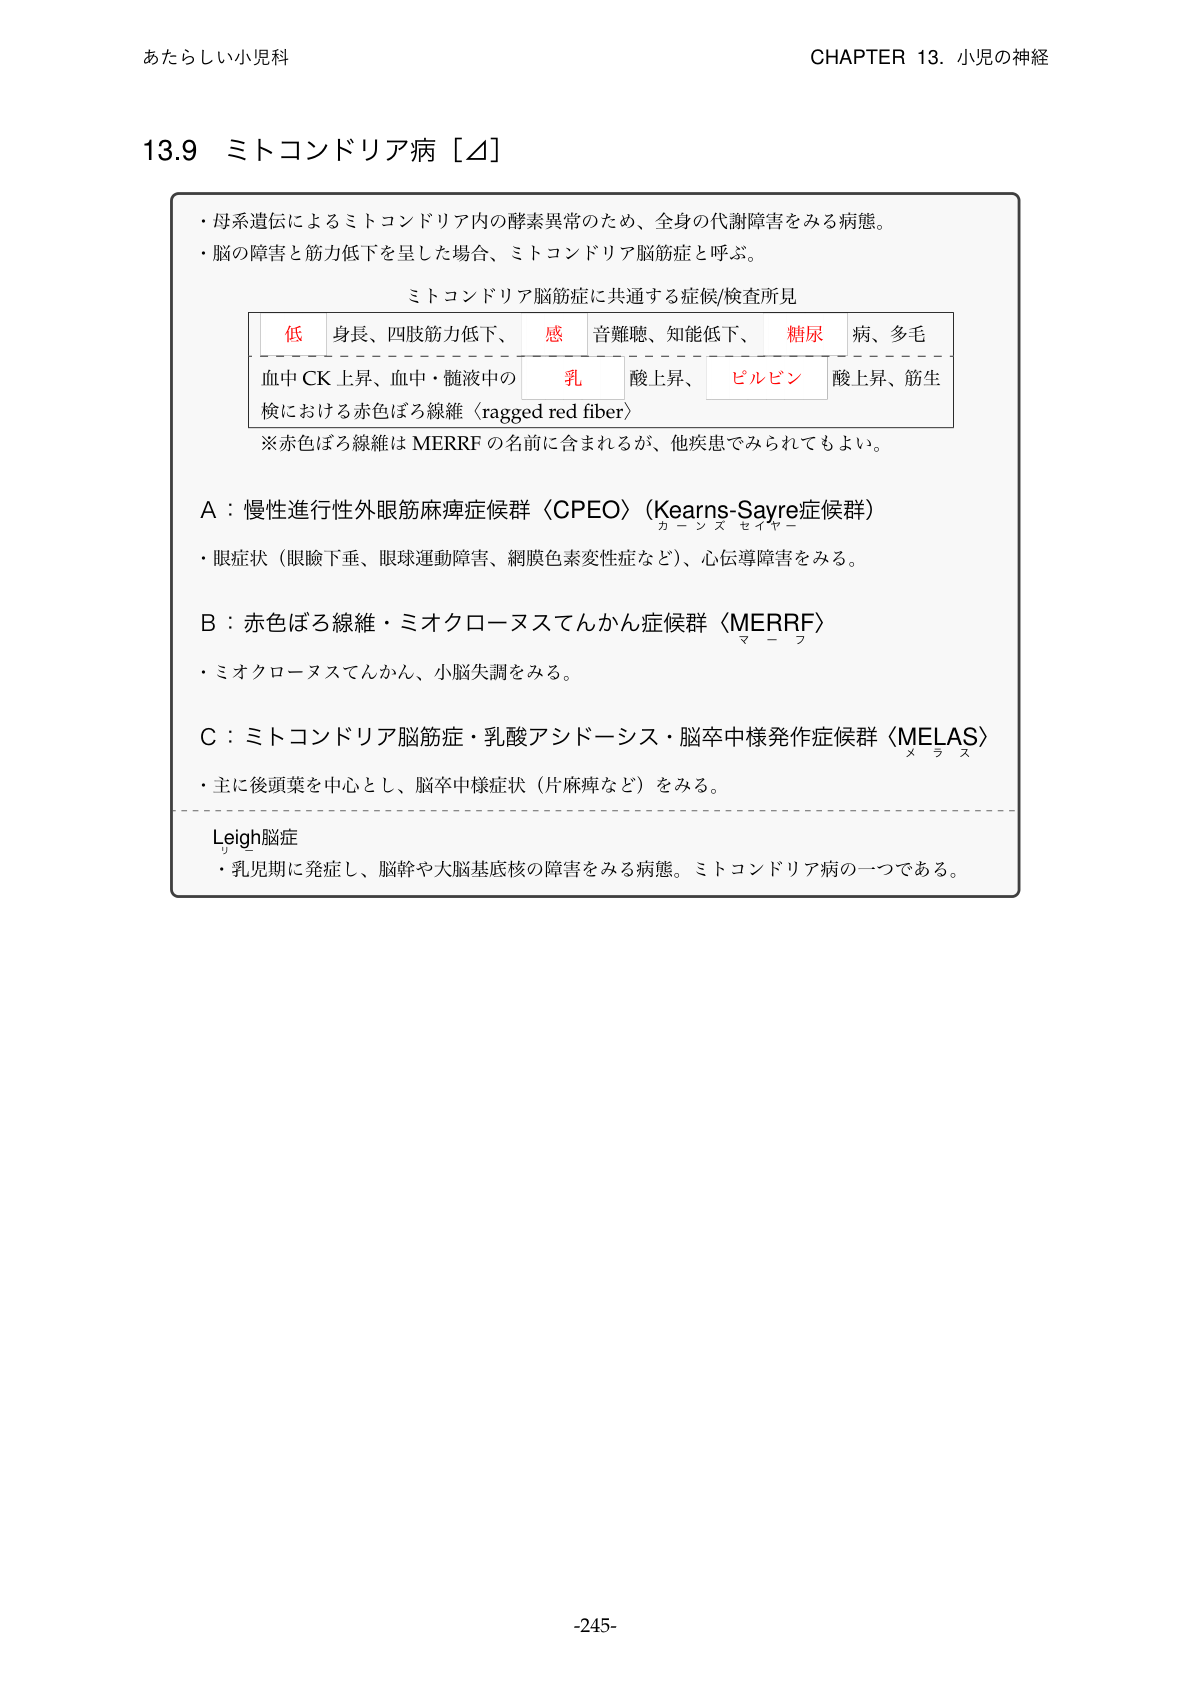 あたらしい小児科
CHAPTER 13. 小児の神経
13.9 ミトコンドリア病［⊿］
・母系遺伝によるミトコンドリア内の酵素異常のため、全身の代謝障害をみる病態。
・脳の障害と筋力低下を呈した場合、ミトコンドリア脳筋症と呼ぶ。
ミトコンドリア脳筋症に共通する症候/検査所見
低 身長、四肢筋力低下、 感 音難聴、知能低下、 糖尿 病、多毛
血中 CK 上昇、血中・髄液中の 乳 酸上昇、 ピルビン 酸上昇、筋生
検における赤色ぼろ線維〈ragged red fiber〉
※赤色ぼろ線維は MERRF の名前に含まれるが、他疾患でみられてもよい。
A：慢性進行性外眼筋麻痺症候群〈CPEO〉（Kearns-Sayre症候群）
カーンズ セイヤー
・眼症状（眼瞼下垂、眼球運動障害、網膜色素変性症など）、心伝導障害をみる。
B：赤色ぼろ線維・ミオクローヌスてんかん症候群〈MERRF〉
マーフ
・ミオクローヌスてんかん、小脳失調をみる。
C：ミトコンドリア脳筋症・乳酸アシドーシス・脳卒中様発作症候群〈MELAS〉
メラス
・主に後頭葉を中心とし、脳卒中様症状（片麻痺など）をみる。
Leigh脳症
リー
・乳児期に発症し、脳幹や大脳基底核の障害をみる病態。ミトコンドリア病の一つである。
-245-